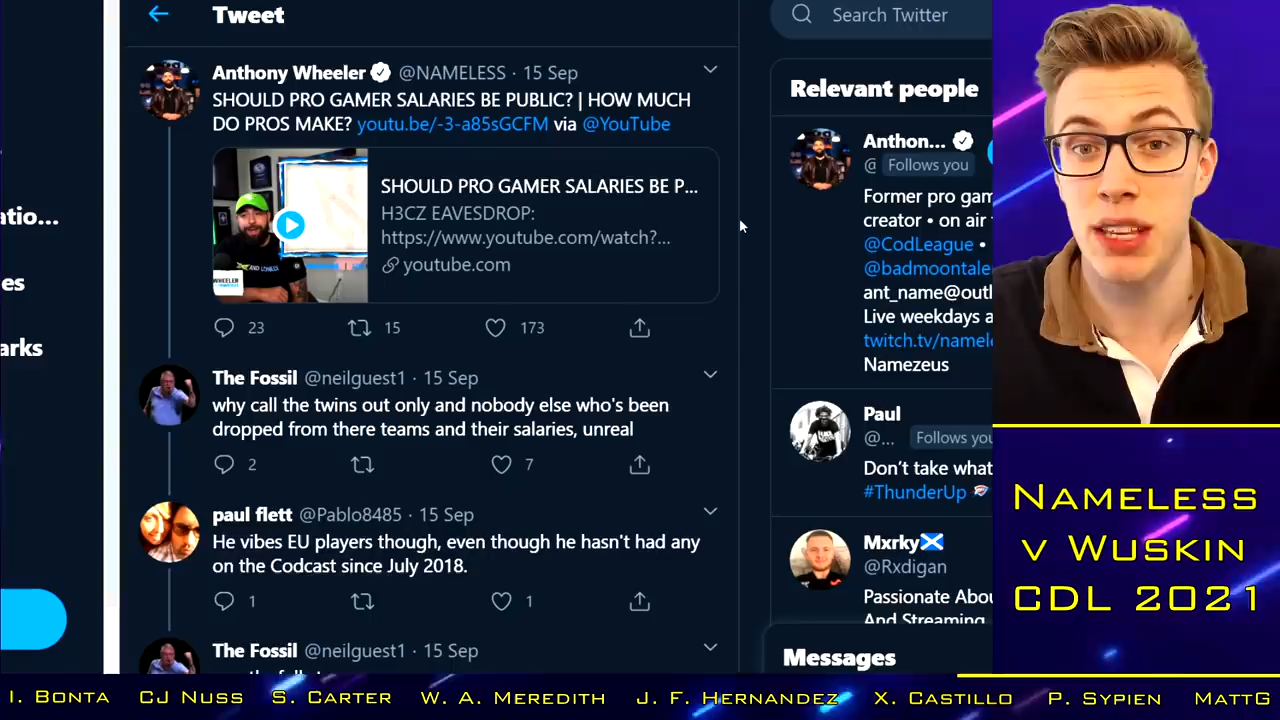 Tweet
Search Twitter
Anthony Wheeler @NAMELESS · 15 Sep
SHOULD PRO GAMER SALARIES BE PUBLIC? | HOW MUCH
DO PROS MAKE? youtu.be/-3-a85sGCFM via @YouTube
SHOULD PRO GAMER SALARIES BE P...
H3CZ EAVESDROP:
https://www.youtube.com/watch?...
youtube.com
WHEELER
23 15 173
The Fossil @neilguest1 · 15 Sep
why call the twins out only and nobody else who's been
dropped from there teams and their salaries, unreal
2 7
paul flett @Pablo8485 · 15 Sep
He vibes EU players though, even though he hasn't had any
on the Codcast since July 2018.
1 1
The Fossil @neilguest1 · 15 Sep
atio...
es
arks
Relevant people
Anthon...
@ Follows you
Former pro gam
creator • on air
@CodLeague •
@badmoontale
ant_name@outl
Live weekdays a
twitch.tv/namele
Namezeus
Paul
@... Follows you
Don't take what
#ThunderUp
Mxrky
@Rxdigan
Passionate Abou
And Streaming
Messages
Nameless
v Wuskin
CDL 2021
I. Bonta CJ Nuss S. Carter W. A. Meredith J. F. Hernandez X. Castillo P. Sypien MattG